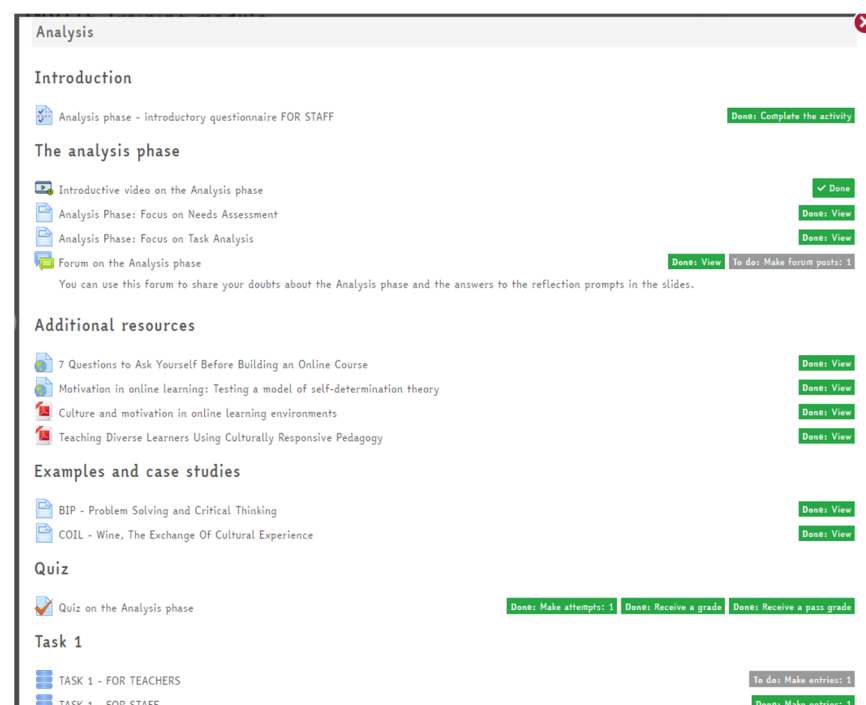 Analysis
Introduction
Analysis phase - introductory questionnaire FOR STAFF
Done: Complete the activity
The analysis phase
Introductive video on the Analysis phase
Done
Analysis Phase: Focus on Needs Assessment
Done: View
Analysis Phase: Focus on Task Analysis
Done: View
Forum on the Analysis phase
Done: View To do: Make forum posts: 1
You can use this forum to share your doubts about the Analysis phase and the answers to the reflection prompts in the slides.
Additional resources
7 Questions to Ask Yourself Before Building an Online Course
Done: View
Motivation in online learning: Testing a model of self-determination theory
Done: View
Culture and motivation in online learning environments
Done: View
Teaching Diverse Learners Using Culturally Responsive Pedagogy
Done: View
Examples and case studies
BIP - Problem Solving and Critical Thinking
Done: View
COIL - Wine, The Exchange Of Cultural Experience
Done: View
Quiz
Quiz on the Analysis phase
Done: Make attempts: 1 Done: Receive a grade Done: Receive a pass grade
Task 1
TASK 1 - FOR TEACHERS
To do: Make entries: 1
TASK 1 - FOR STAFF
Done: Make entries: 1